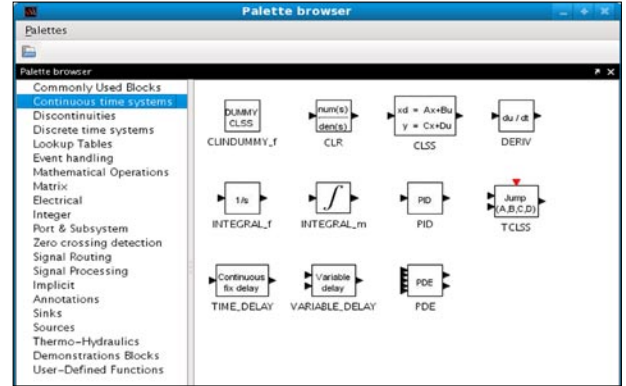 Palette browser
Palettes
Palette browser
Commonly Used Blocks
Continuous time systems
Discontinuities
Discrete time systems
Lookup Tables
Event handling
Mathematical Operations
Matrix
Electrical
Integer
Port & Subsystem
Zero crossing detection
Signal Routing
Signal Processing
Implicit
Annotations
Sinks
Sources
Thermo-Hydraulics
Demonstrations Blocks
User-Defined Functions
DUMMY
CLSS
CLINDUMMY_f
num(s)
den(s)
CLR
xd = Ax+Bu
y = Cx+Du
CLSS
du / dt
DERIV
1/s
INTEGRAL_f
∫
INTEGRAL_m
PID
PID
Jump
(A,B,C,D)
TCLSS
Continuous
fix delay
TIME_DELAY
Variable
delay
VARIABLE_DELAY
PDE
PDE